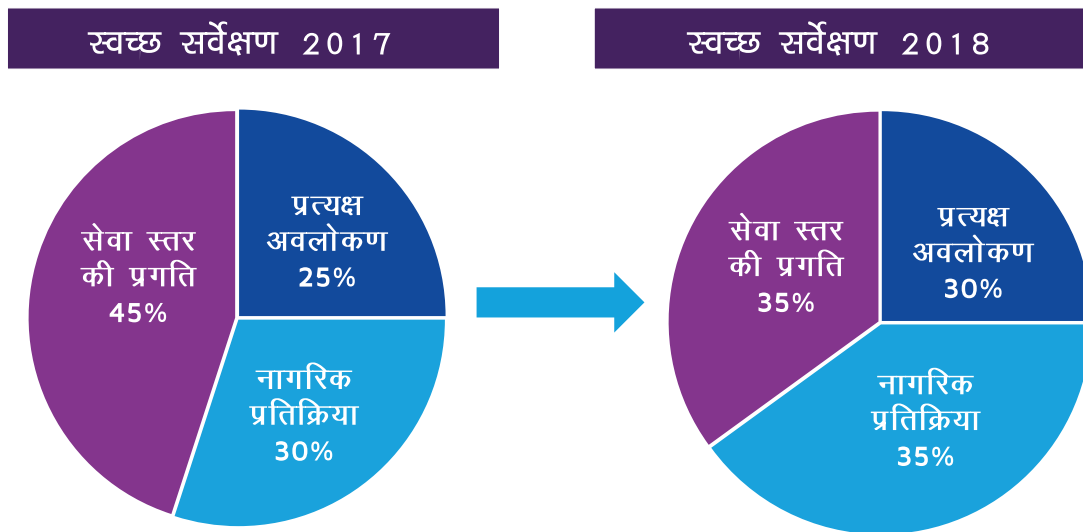 स्वच्छ सर्वेक्षण 2017
स्वच्छ सर्वेक्षण 2018
सेवा स्तर
की प्रगति
45%
प्रत्यक्ष
अवलोकण
25%
नागरिक
प्रतिक्रिया
30%
सेवा स्तर
की प्रगति
35%
प्रत्यक्ष
अवलोकण
30%
नागरिक
प्रतिक्रिया
35%